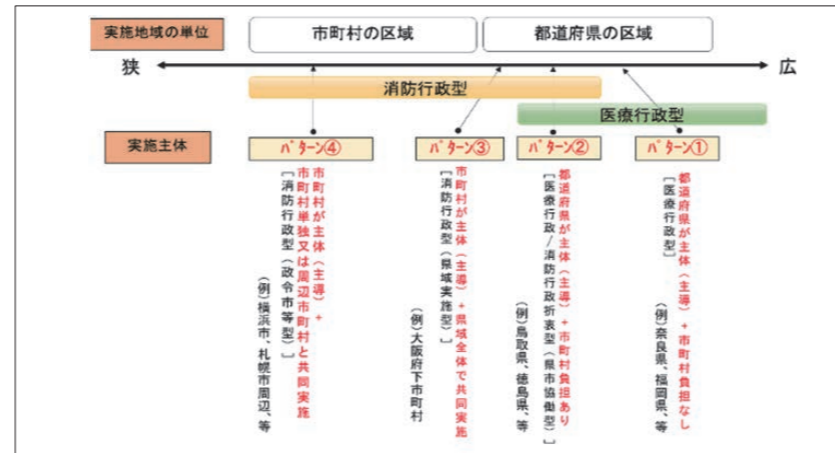 実施地域の単位
市町村の区域
都道府県の区域
狭
広
消防行政型
医療行政型
実施主体
パターン④
パターン③
パターン②
パターン①
都道府県が主体（主導）+市町村負担なし
［医療行政型］
（例）奈良県、福岡県、等
都道府県が主体（主導）+市町村負担あり
［医療行政/消防行政折衷型（県市協働型）］
（例）鳥取県、徳島県、等
市町村が主体（主導）+県域全体で共同実施
［消防行政型（県域実施型）］
（例）大阪府下市町村
市町村が主体（主導）+
市町村単独又は周辺市町村と共同実施
［消防行政型（政令市等型）］
（例）横浜市、札幌市周辺、等